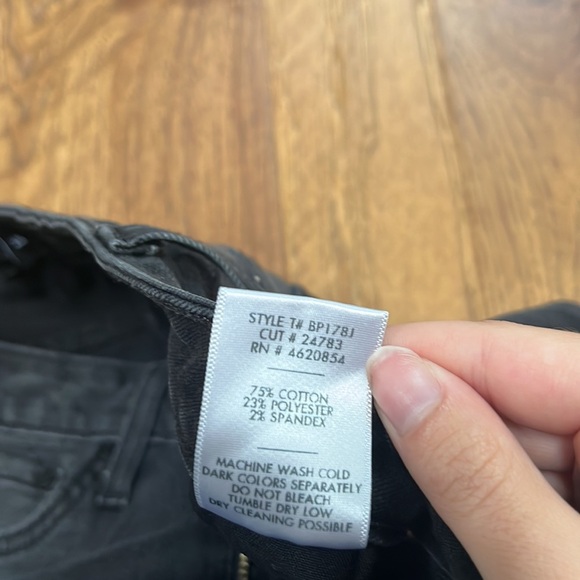 STYLE T# BP178J
CUT # 24783
RN # 4620854
75% COTTON
23% POLYESTER
2% SPANDEX
MACHINE WASH COLD
DARK COLORS SEPARATELY
DO NOT BLEACH
TUMBLE DRY LOW
DRY CLEANING POSSIBLE